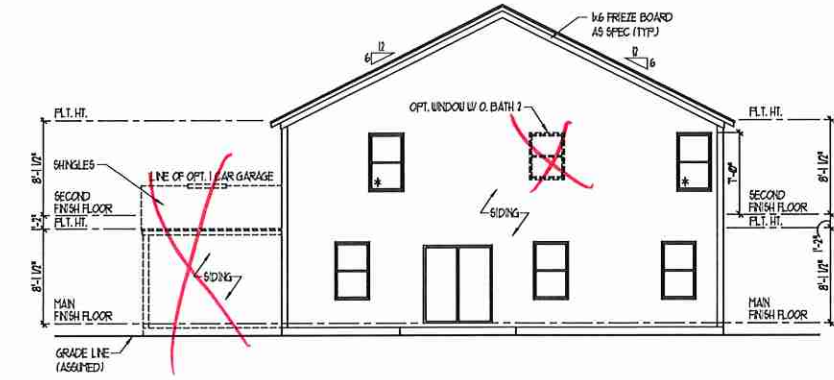 1x6 FRIEZE BOARD
AS SPEC (TYP.)
12
6
12
6
OPT. WINDOW W/ O. BATH 2
PLT. HT.
PLT. HT.
8'-1 1/2"
SHINGLES
LINE OF OPT. 1 CAR GARAGE
SECOND
FINISH FLOOR
1'-2"
PLT. HT.
8'-1 1/2"
SIDING
MAIN
FINISH FLOOR
GRADE LINE
(ASSUMED)
*
*
SIDING
7'-0"
8'-1 1/2"
SECOND
FINISH FLOOR
PLT. HT.
1'-2"
8'-1 1/2"
MAIN
FINISH FLOOR